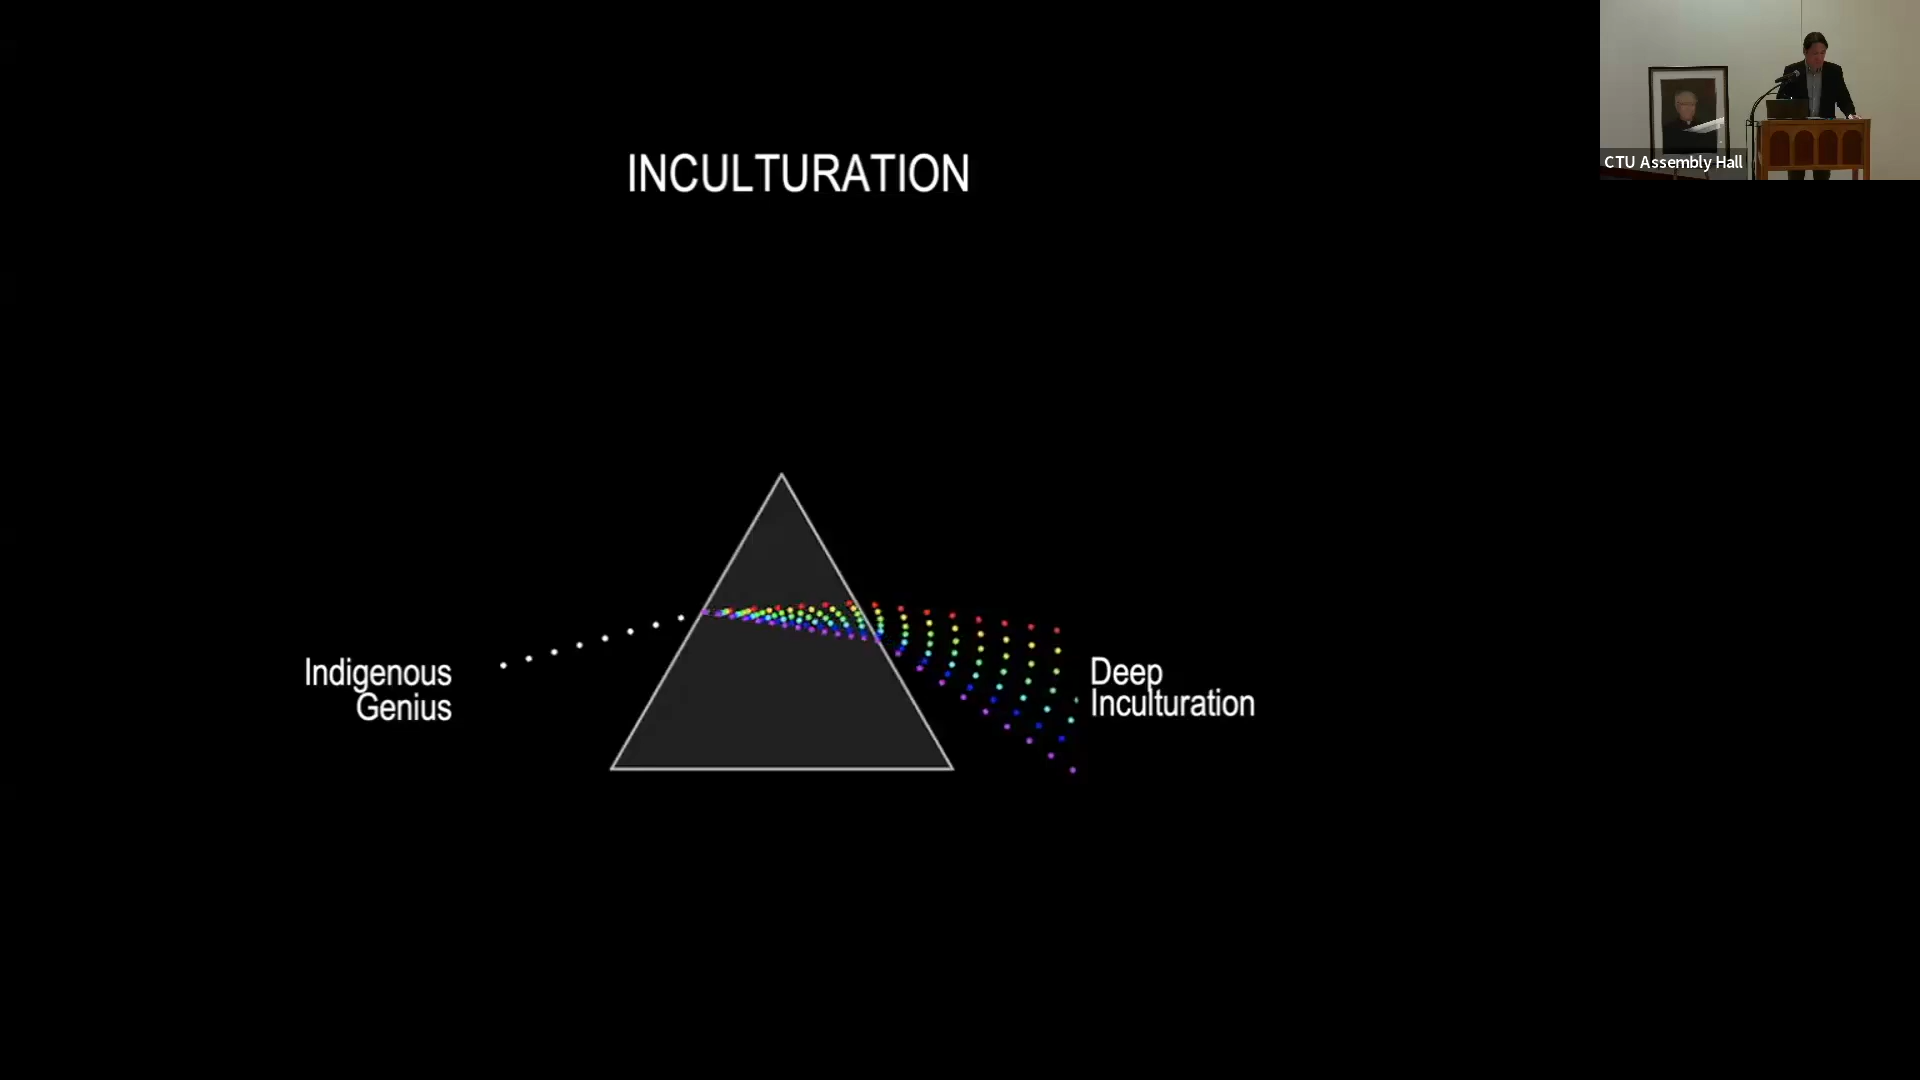 INCULTURATION
CTU Assembly Hall
Indigenous
Genius
Deep
Inculturation